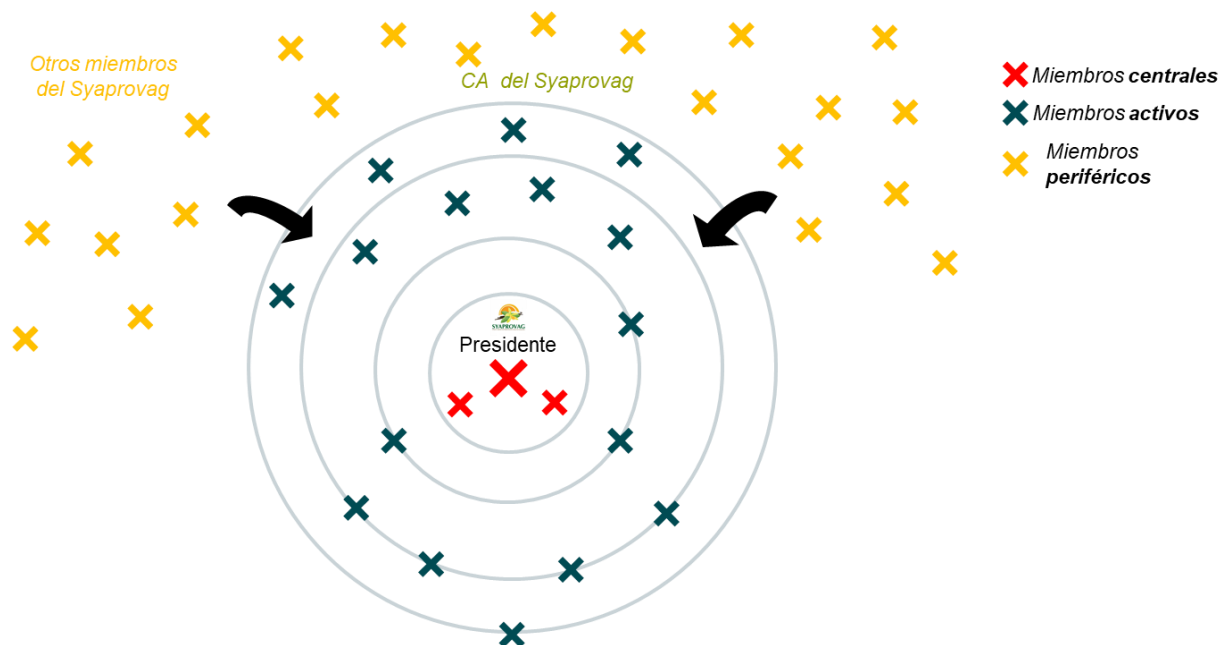 Otros miembros
del Syaprovag
CA del Syaprovag
Miembros centrales
Miembros activos
Miembros
periféricos
SYAPROVAG
Presidente